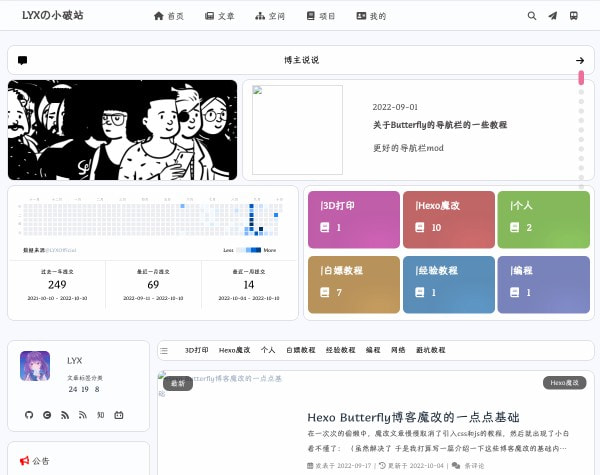 LYXの小破站
首页 文章 空间 项目 我的
博主说说
2022-09-01
关于Butterfly的导航栏的一些教程
更好的导航栏mod
|3D打印
1
|Hexo魔改
10
|个人
2
|白嫖教程
7
|经验教程
1
|编程
1
数据来源@LYXOfficial
Less More
过去一年提交
249
2021-10-10 - 2022-10-10
最近一月提交
69
2022-09-11 - 2022-10-10
最近一周提交
14
2022-10-04 - 2022-10-10
LYX
文章标签分类
24 19 8
知
公告
3D打印 Hexo魔改 个人 白嫖教程 经验教程 编程 网络 避坑教程
最新
Hexo魔改
Hexo Butterfly博客魔改的一点点基础
在一次次的偷懒中，魔改文章慢慢取消了引入css和js的教程，然后就出现了小白
看不懂了：（虽然解决了 于是我打算写一篇介绍一下这些博客魔改的基础内…
发表于 2022-09-17 | 更新于 2022-10-04 | 条评论